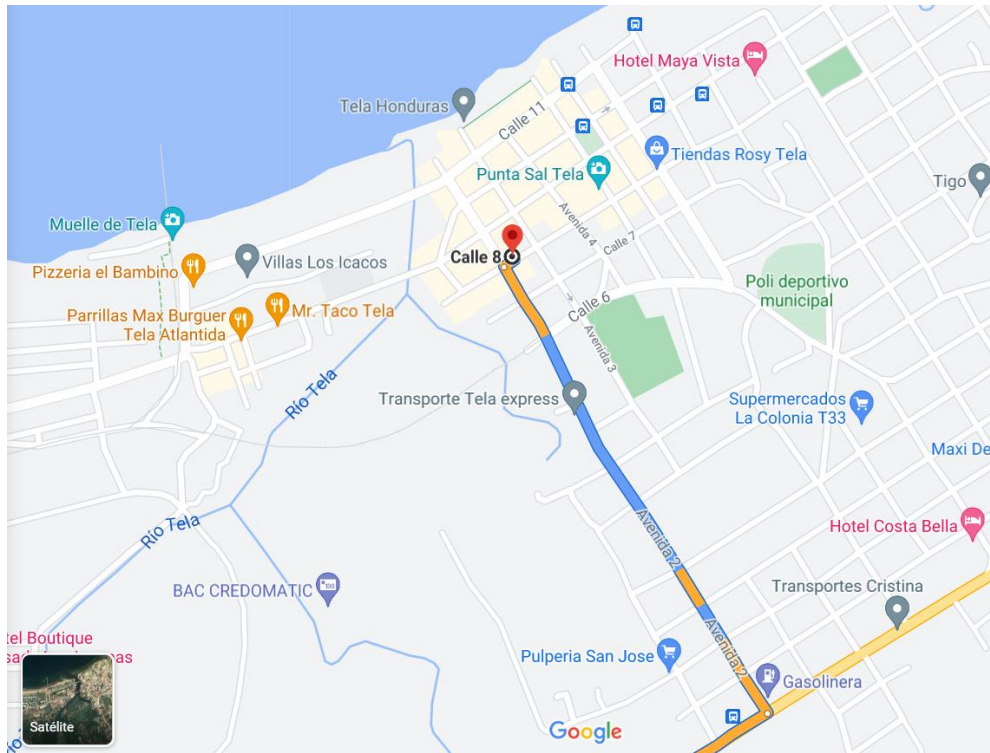 Hotel Maya Vista
Tela Honduras
Calle 11
Tiendas Rosy Tela
Punta Sal Tela
Tigo
Avenida 4
Muelle de Tela
Calle 7
Calle 8
Villas Los Icacos
Pizzeria el Bambino
Poli deportivo
municipal
Calle 6
Mr. Taco Tela
Parrillas Max Burguer
Tela Atlantida
Avenida 3
Río Tela
Transporte Tela express
Supermercados
La Colonia T33
Maxi De
Río Tela
Avenida 2
Hotel Costa Bella
BAC CREDOMATIC
Transportes Cristina
tel Boutique
Avenida 2
Pulperia San Jose
Gasolinera
Satélite
Google